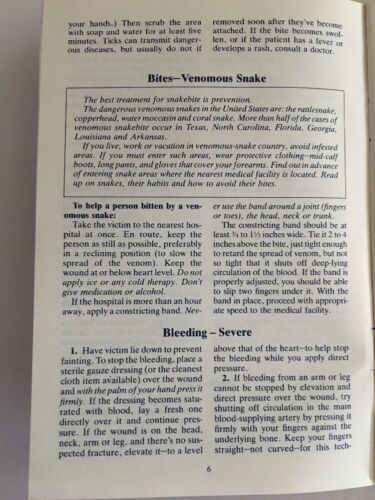 your hands.) Then scrub the area
with soap and water for at least five
minutes. Ticks can transmit danger-
ous diseases, but usually do not if
removed soon after they've become
attached. If the bite becomes swol-
len, or if the patient has a fever or
develops a rash, consult a doctor.
Bites—Venomous Snake
The best treatment for snakebite is prevention.
The dangerous venomous snakes in the United States are: the rattlesnake,
copperhead, water moccasin and coral snake. More than half of the cases of
venomous snakebite occur in Texas, North Carolina, Florida, Georgia,
Louisiana and Arkansas.
If you live, work or vacation in venomous-snake country, avoid infested
areas. If you must enter such areas, wear protective clothing—mid-calf
boots, long pants, and gloves that cover your forearms. Find out in advance
of entering snake areas where the nearest medical facility is located. Read
up on snakes, their habits and how to avoid their bites.
To help a person bitten by a ven-
omous snake:
Take the victim to the nearest hos-
pital at once. En route, keep the
person as still as possible, preferably
in a reclining position (to slow the
spread of the venom). Keep the
wound at or below heart level. Do not
apply ice or any cold therapy. Don't
give medication or alcohol.
If the hospital is more than an hour
away, apply a constricting band. Nev-
er use the band around a joint (fingers
or toes), the head, neck or trunk.
The constricting band should be at
least ¾ to 1½ inches wide. Tie it 2 to 4
inches above the bite, just tight enough
to retard the spread of venom, but not
so tight that it shuts off deep-lying
circulation of the blood. If the band is
properly adjusted, you should be able
to slip two fingers under it. With the
band in place, proceed with appropri-
ate speed to the medical facility.
Bleeding – Severe
1. Have victim lie down to prevent
fainting. To stop the bleeding, place a
sterile gauze dressing (or the cleanest
cloth item available) over the wound
and with the palm of your hand press it
firmly. If the dressing becomes satu-
rated with blood, lay a fresh one
directly over it and continue pres-
sure. If the wound is on the head,
neck, arm or leg, and there's no sus-
pected fracture, elevate it—to a level
above that of the heart—to help stop
the bleeding while you apply direct
pressure.
2. If bleeding from an arm or leg
cannot be stopped by elevation and
direct pressure over the wound, try
shutting off circulation in the main
blood-supplying artery by pressing it
firmly with your fingers against the
underlying bone. Keep your fingers
straight—not curved—for this tech-
6